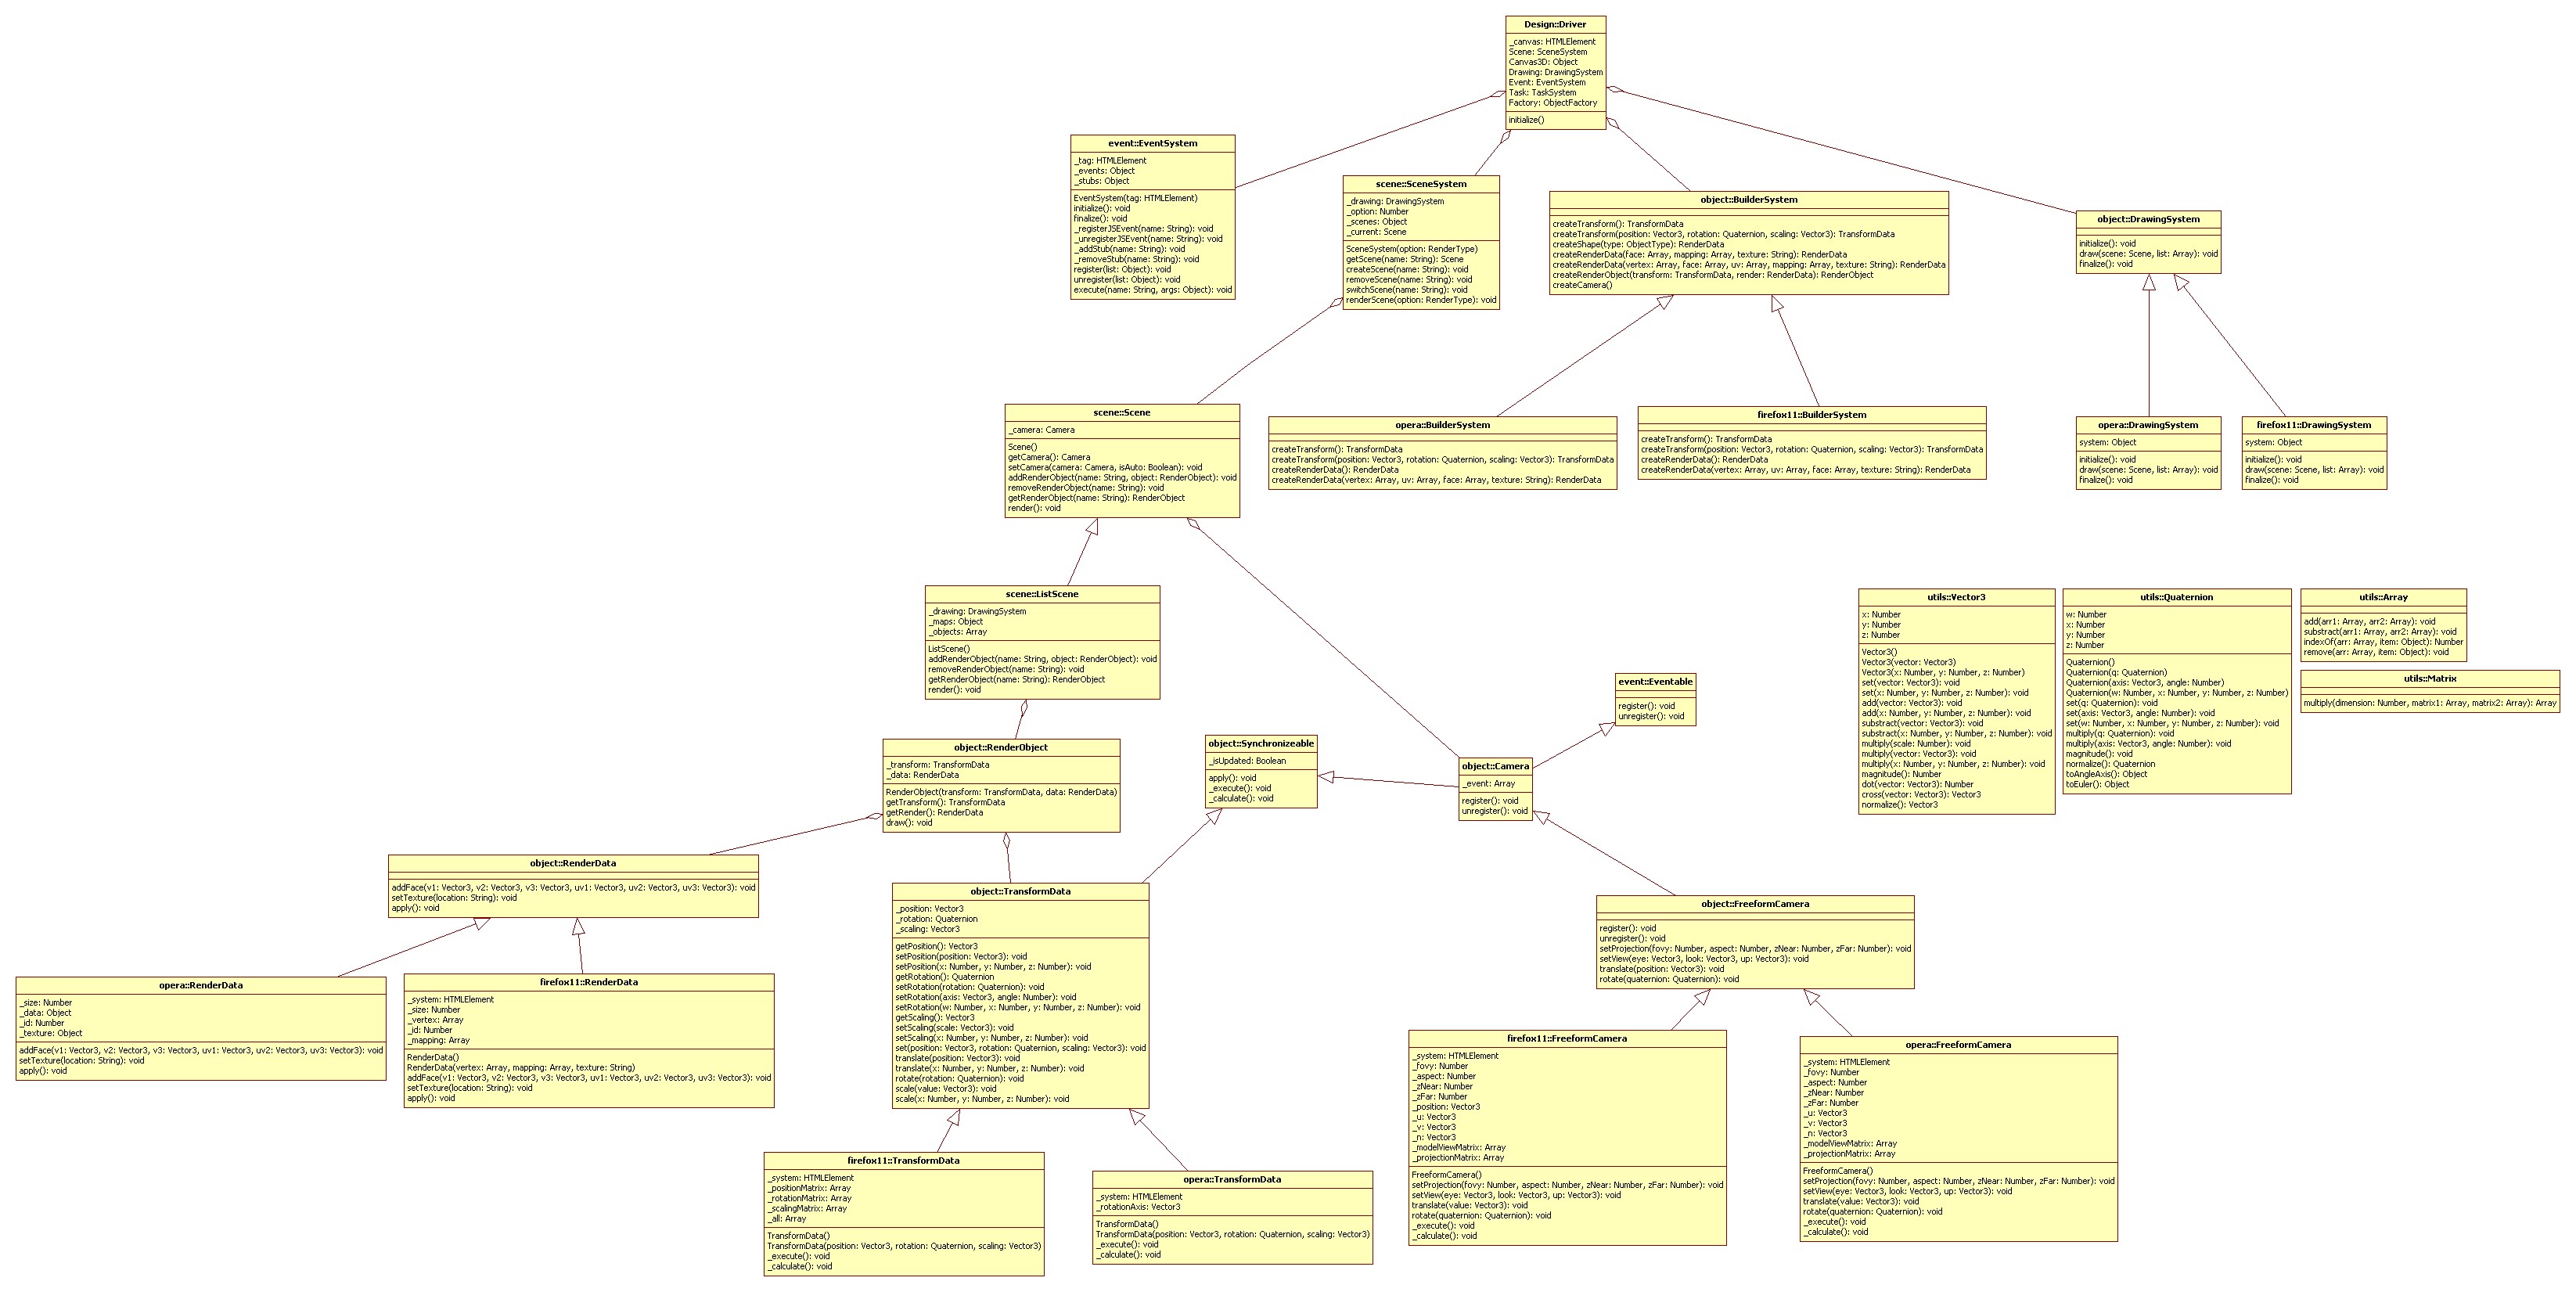 Design::Driver
_canvas: HTMLElement
Scene: SceneSystem
Canvas3D: Object
Drawing: DrawingSystem
Event: EventSystem
Task: TaskSystem
Factory: ObjectFactory
initialize()
event::EventSystem
_tag: HTMLElement
_events: Object
_stubs: Object
EventSystem(tag: HTMLElement)
initialize(): void
finalize(): void
_registerJSEvent(name: String): void
_unregisterJSEvent(name: String): void
_addStub(name: String): void
_removeStub(name: String): void
register(list: Object): void
unregister(list: Object): void
execute(name: String, args: Object): void
scene::SceneSystem
_drawing: DrawingSystem
_option: Number
_scenes: Object
_current: Scene
SceneSystem(option: RenderType)
getScene(name: String): Scene
createScene(name: String): void
removeScene(name: String): void
switchScene(name: String): void
renderScene(option: RenderType): void
object::BuilderSystem
createTransform(): TransformData
createTransform(position: Vector3, rotation: Quaternion, scaling: Vector3): TransformData
createShape(type: ObjectType): RenderData
createRenderData(face: Array, mapping: Array, texture: String): RenderData
createRenderData(vertex: Array, face: Array, uv: Array, mapping: Array, texture: String): RenderData
createRenderObject(transform: TransformData, render: RenderData): RenderObject
createCamera()
object::DrawingSystem
initialize(): void
draw(scene: Scene, list: Array): void
finalize(): void
scene::Scene
_camera: Camera
Scene()
getCamera(): Camera
setCamera(camera: Camera, isAuto: Boolean): void
addRenderObject(name: String, object: RenderObject): void
removeRenderObject(name: String): void
getRenderObject(name: String): RenderObject
render(): void
opera::BuilderSystem
createTransform(): TransformData
createTransform(position: Vector3, rotation: Quaternion, scaling: Vector3): TransformData
createRenderData(): RenderData
createRenderData(vertex: Array, uv: Array, face: Array, texture: String): RenderData
firefox11::BuilderSystem
createTransform(): TransformData
createTransform(position: Vector3, rotation: Quaternion, scaling: Vector3): TransformData
createRenderData(): RenderData
createRenderData(vertex: Array, uv: Array, face: Array, texture: String): RenderData
opera::DrawingSystem
system: Object
initialize(): void
draw(scene: Scene, list: Array): void
finalize(): void
firefox11::DrawingSystem
system: Object
initialize(): void
draw(scene: Scene, list: Array): void
finalize(): void
scene::ListScene
_drawing: DrawingSystem
_maps: Object
_objects: Array
ListScene()
addRenderObject(name: String, object: RenderObject): void
removeRenderObject(name: String): void
getRenderObject(name: String): RenderObject
render(): void
utils::Vector3
x: Number
y: Number
z: Number
Vector3()
Vector3(vector: Vector3)
Vector3(x: Number, y: Number, z: Number)
set(vector: Vector3): void
set(x: Number, y: Number, z: Number): void
add(vector: Vector3): void
add(x: Number, y: Number, z: Number): void
substract(vector: Vector3): void
substract(x: Number, y: Number, z: Number): void
multiply(scale: Number): void
multiply(vector: Vector3): void
multiply(x: Number, y: Number, z: Number): void
magnitude(): Number
dot(vector: Vector3): Number
cross(vector: Vector3): Vector3
normalize(): Vector3
utils::Quaternion
w: Number
x: Number
y: Number
z: Number
Quaternion()
Quaternion(q: Quaternion)
Quaternion(axis: Vector3, angle: Number)
Quaternion(w: Number, x: Number, y: Number, z: Number)
set(q: Quaternion): void
set(axis: Vector3, angle: Number): void
set(w: Number, x: Number, y: Number, z: Number): void
multiply(q: Quaternion): void
multiply(axis: Vector3, angle: Number): void
magnitude(): void
normalize(): Quaternion
toAngleAxis(): Object
toEuler(): Object
utils::Array
add(arr1: Array, arr2: Array): void
substract(arr1: Array, arr2: Array): void
indexOf(arr: Array, item: Object): Number
remove(arr: Array, item: Object): void
utils::Matrix
multiply(dimension: Number, matrix1: Array, matrix2: Array): Array
event::Eventable
register(): void
unregister(): void
object::RenderObject
_transform: TransformData
_data: RenderData
RenderObject(transform: TransformData, data: RenderData)
getTransform(): TransformData
getRender(): RenderData
draw(): void
object::Synchronizeable
_isUpdated: Boolean
apply(): void
_execute(): void
_calculate(): void
object::Camera
_event: Array
register(): void
unregister(): void
object::RenderData
addFace(v1: Vector3, v2: Vector3, v3: Vector3, uv1: Vector3, uv2: Vector3, uv3: Vector3): void
setTexture(location: String): void
apply(): void
object::TransformData
_position: Vector3
_rotation: Quaternion
_scaling: Vector3
getPosition(): Vector3
setPosition(position: Vector3): void
setPosition(x: Number, y: Number, z: Number): void
getRotation(): Quaternion
setRotation(rotation: Quaternion): void
setRotation(axis: Vector3, angle: Number): void
setRotation(w: Number, x: Number, y: Number, z: Number): void
getScaling(): Vector3
setScaling(scale: Vector3): void
setScaling(x: Number, y: Number, z: Number): void
set(position: Vector3, rotation: Quaternion, scaling: Vector3): void
translate(position: Vector3): void
translate(x: Number, y: Number, z: Number): void
rotate(rotation: Quaternion): void
scale(value: Vector3): void
scale(x: Number, y: Number, z: Number): void
object::FreeformCamera
register(): void
unregister(): void
setProjection(fovy: Number, aspect: Number, zNear: Number, zFar: Number): void
setView(eye: Vector3, look: Vector3, up: Vector3): void
translate(position: Vector3): void
rotate(quaternion: Quaternion): void
opera::RenderData
_size: Number
_data: Object
_id: Number
_texture: Object
addFace(v1: Vector3, v2: Vector3, v3: Vector3, uv1: Vector3, uv2: Vector3, uv3: Vector3): void
setTexture(location: String): void
apply(): void
firefox11::RenderData
_system: HTMLElement
_size: Number
_vertex: Array
_id: Number
_mapping: Array
RenderData()
RenderData(vertex: Array, mapping: Array, texture: String)
addFace(v1: Vector3, v2: Vector3, v3: Vector3, uv1: Vector3, uv2: Vector3, uv3: Vector3): void
setTexture(location: String): void
apply(): void
firefox11::FreeformCamera
_system: HTMLElement
_fovy: Number
_aspect: Number
_zNear: Number
_zFar: Number
_position: Vector3
_u: Vector3
_v: Vector3
_n: Vector3
_modelViewMatrix: Array
_projectionMatrix: Array
FreeformCamera()
setProjection(fovy: Number, aspect: Number, zNear: Number, zFar: Number): void
setView(eye: Vector3, look: Vector3, up: Vector3): void
translate(value: Vector3): void
rotate(quaternion: Quaternion): void
_execute(): void
_calculate(): void
opera::FreeformCamera
_system: HTMLElement
_fovy: Number
_aspect: Number
_zNear: Number
_zFar: Number
_u: Vector3
_v: Vector3
_n: Vector3
_modelViewMatrix: Array
_projectionMatrix: Array
FreeformCamera()
setProjection(fovy: Number, aspect: Number, zNear: Number, zFar: Number): void
setView(eye: Vector3, look: Vector3, up: Vector3): void
translate(value: Vector3): void
rotate(quaternion: Quaternion): void
_execute(): void
_calculate(): void
firefox11::TransformData
_system: HTMLElement
_positionMatrix: Array
_rotationMatrix: Array
_scalingMatrix: Array
_all: Array
TransformData()
TransformData(position: Vector3, rotation: Quaternion, scaling: Vector3)
_execute(): void
_calculate(): void
opera::TransformData
_system: HTMLElement
_rotationAxis: Vector3
TransformData()
TransformData(position: Vector3, rotation: Quaternion, scaling: Vector3)
_execute(): void
_calculate(): void